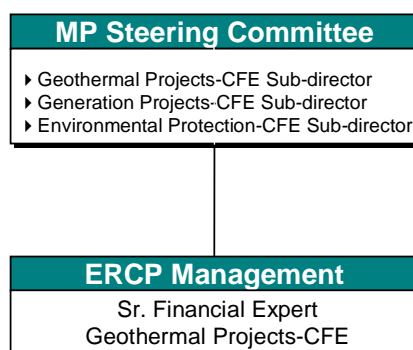 MP Steering Committee
Geothermal Projects-CFE Sub-director
Generation Projects-CFE Sub-director
Environmental Protection-CFE Sub-director
ERCP Management
Sr. Financial Expert
Geothermal Projects-CFE